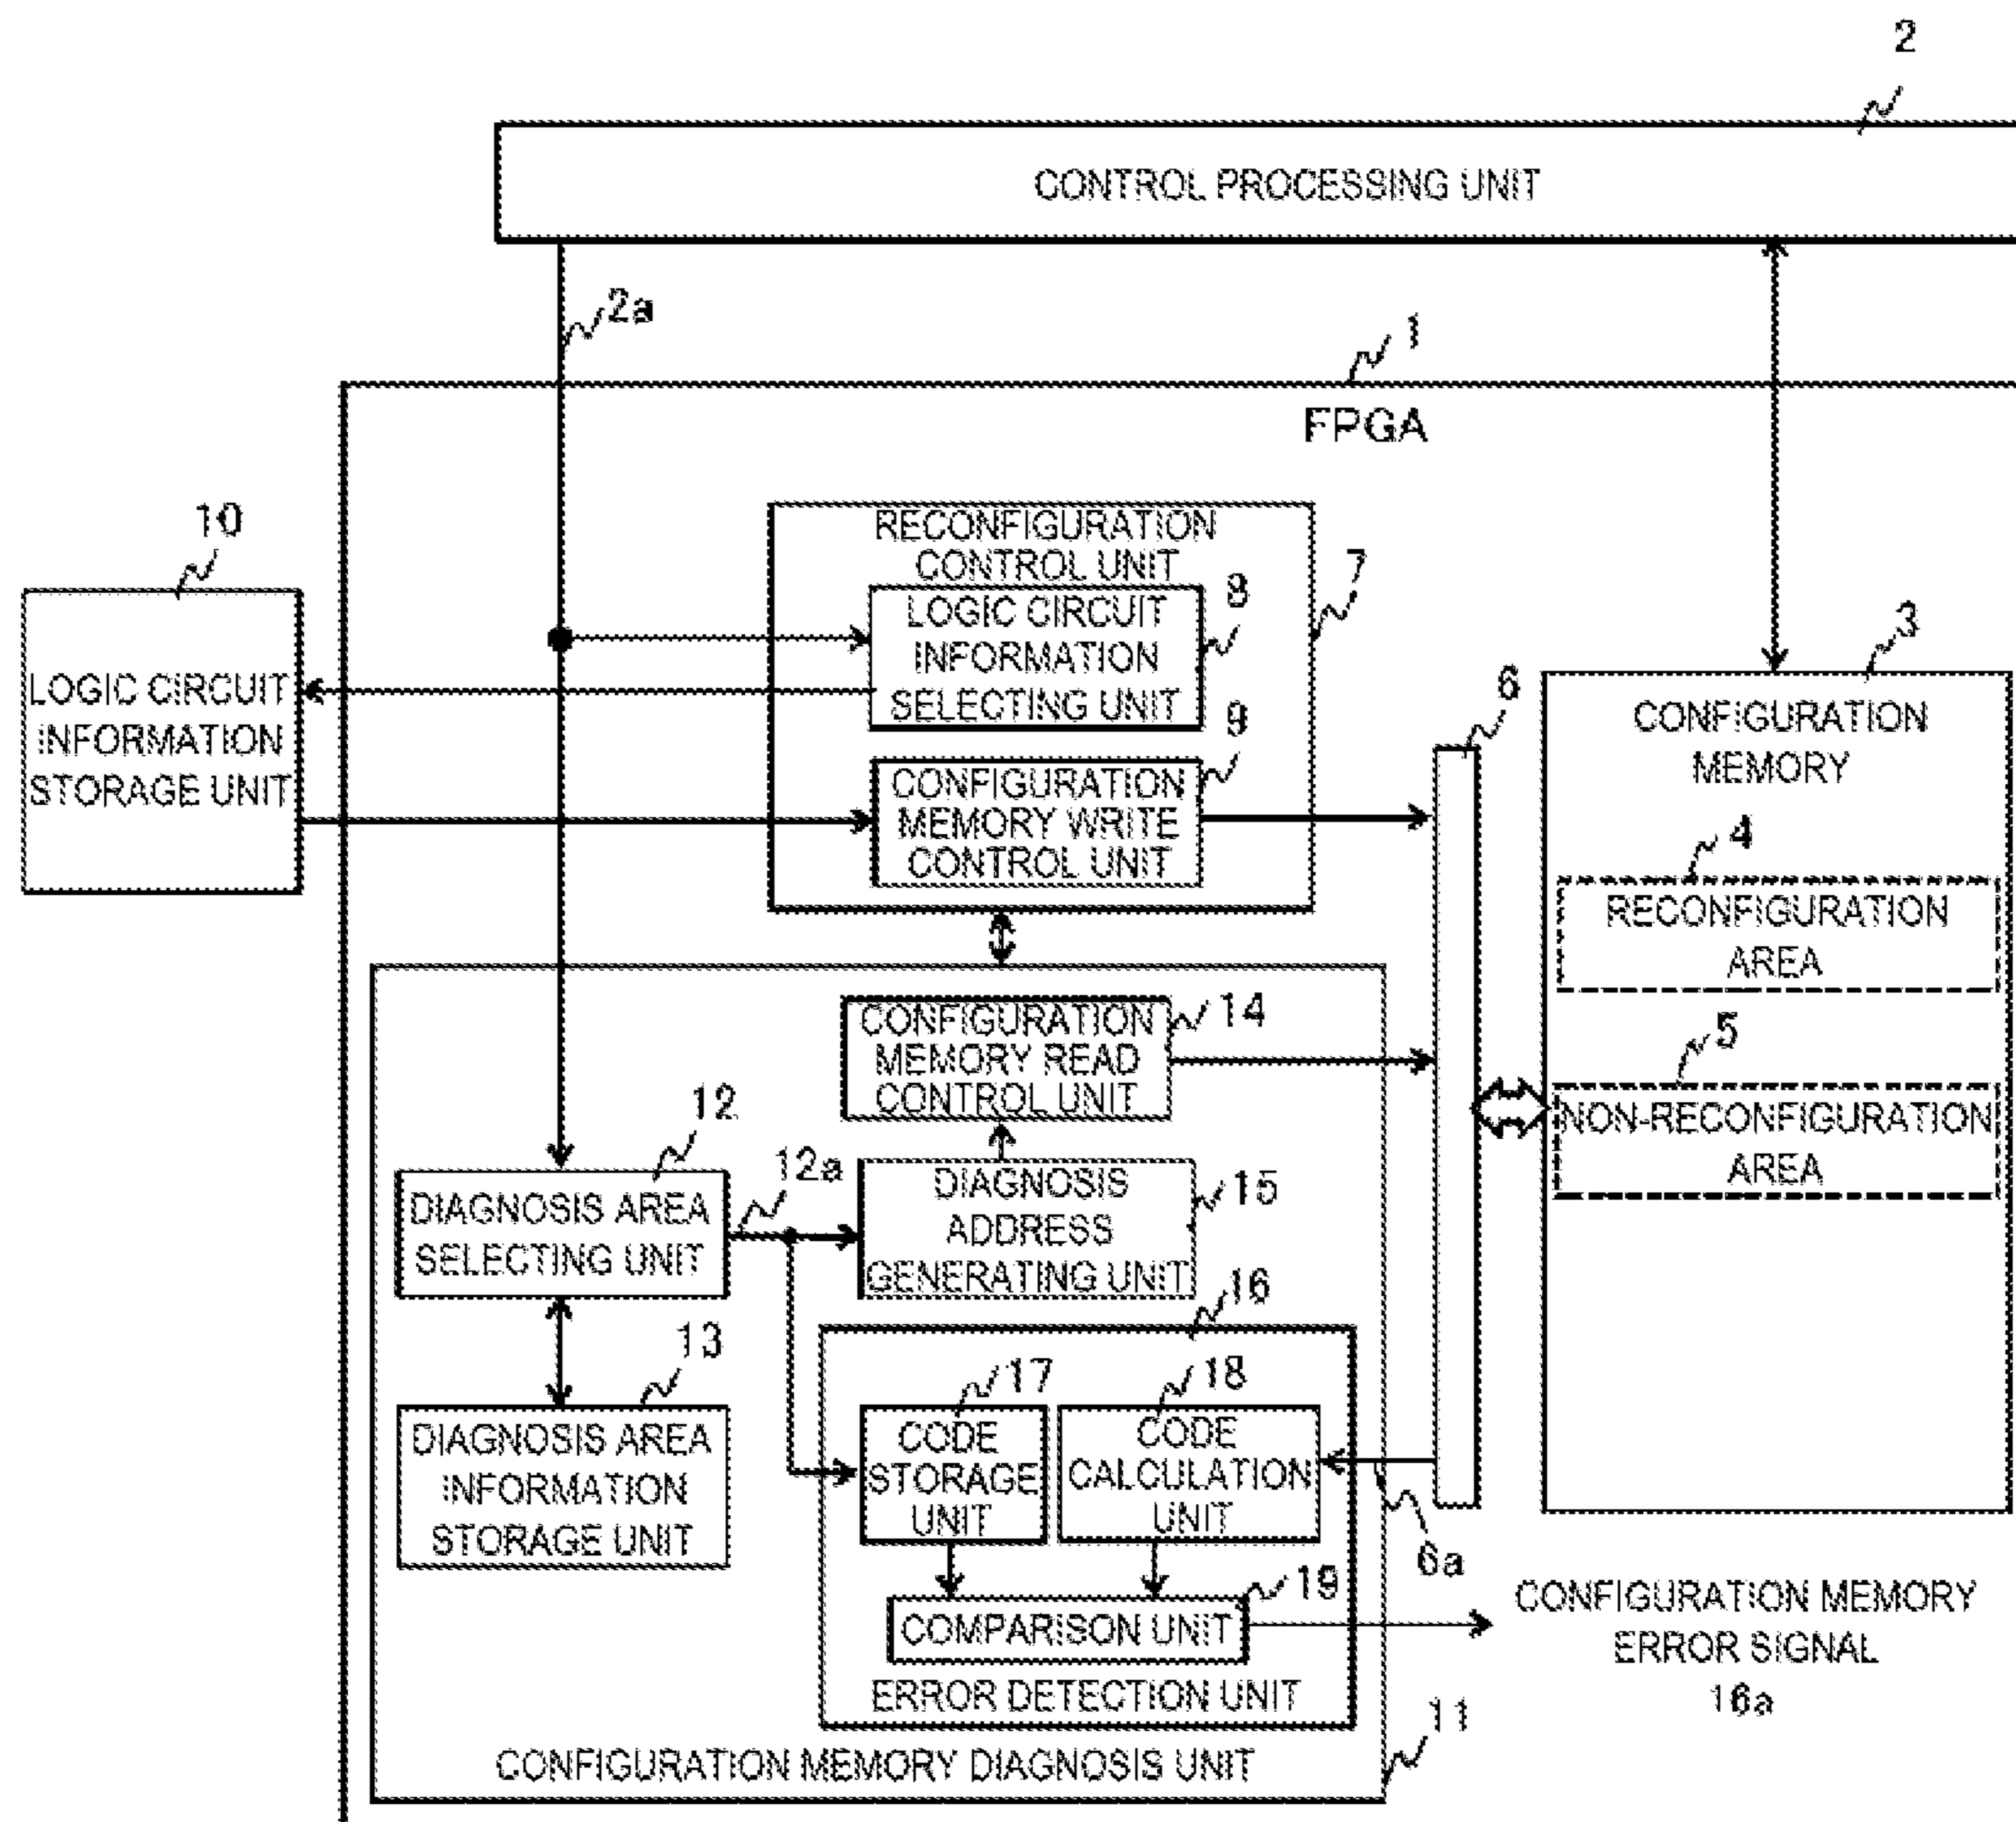 2
CONTROL PROCESSING UNIT
2a
1
FPGA
10
LOGIC CIRCUIT
INFORMATION
STORAGE UNIT
RECONFIGURATION
CONTROL UNIT
7
8
LOGIC CIRCUIT
INFORMATION
SELECTING UNIT
9
CONFIGURATION
MEMORY WRITE
CONTROL UNIT
6
3
CONFIGURATION
MEMORY
4
RECONFIGURATION
AREA
5
NON-RECONFIGURATION
AREA
CONFIGURATION
MEMORY READ
CONTROL UNIT
14
12
DIAGNOSIS AREA
SELECTING UNIT
12a
DIAGNOSIS
ADDRESS
GENERATING UNIT
15
13
DIAGNOSIS AREA
INFORMATION
STORAGE UNIT
16
17
CODE
STORAGE
UNIT
18
CODE
CALCULATION
UNIT
6a
19
COMPARISON UNIT
ERROR DETECTION UNIT
CONFIGURATION MEMORY
ERROR SIGNAL
16a
11
CONFIGURATION MEMORY DIAGNOSIS UNIT